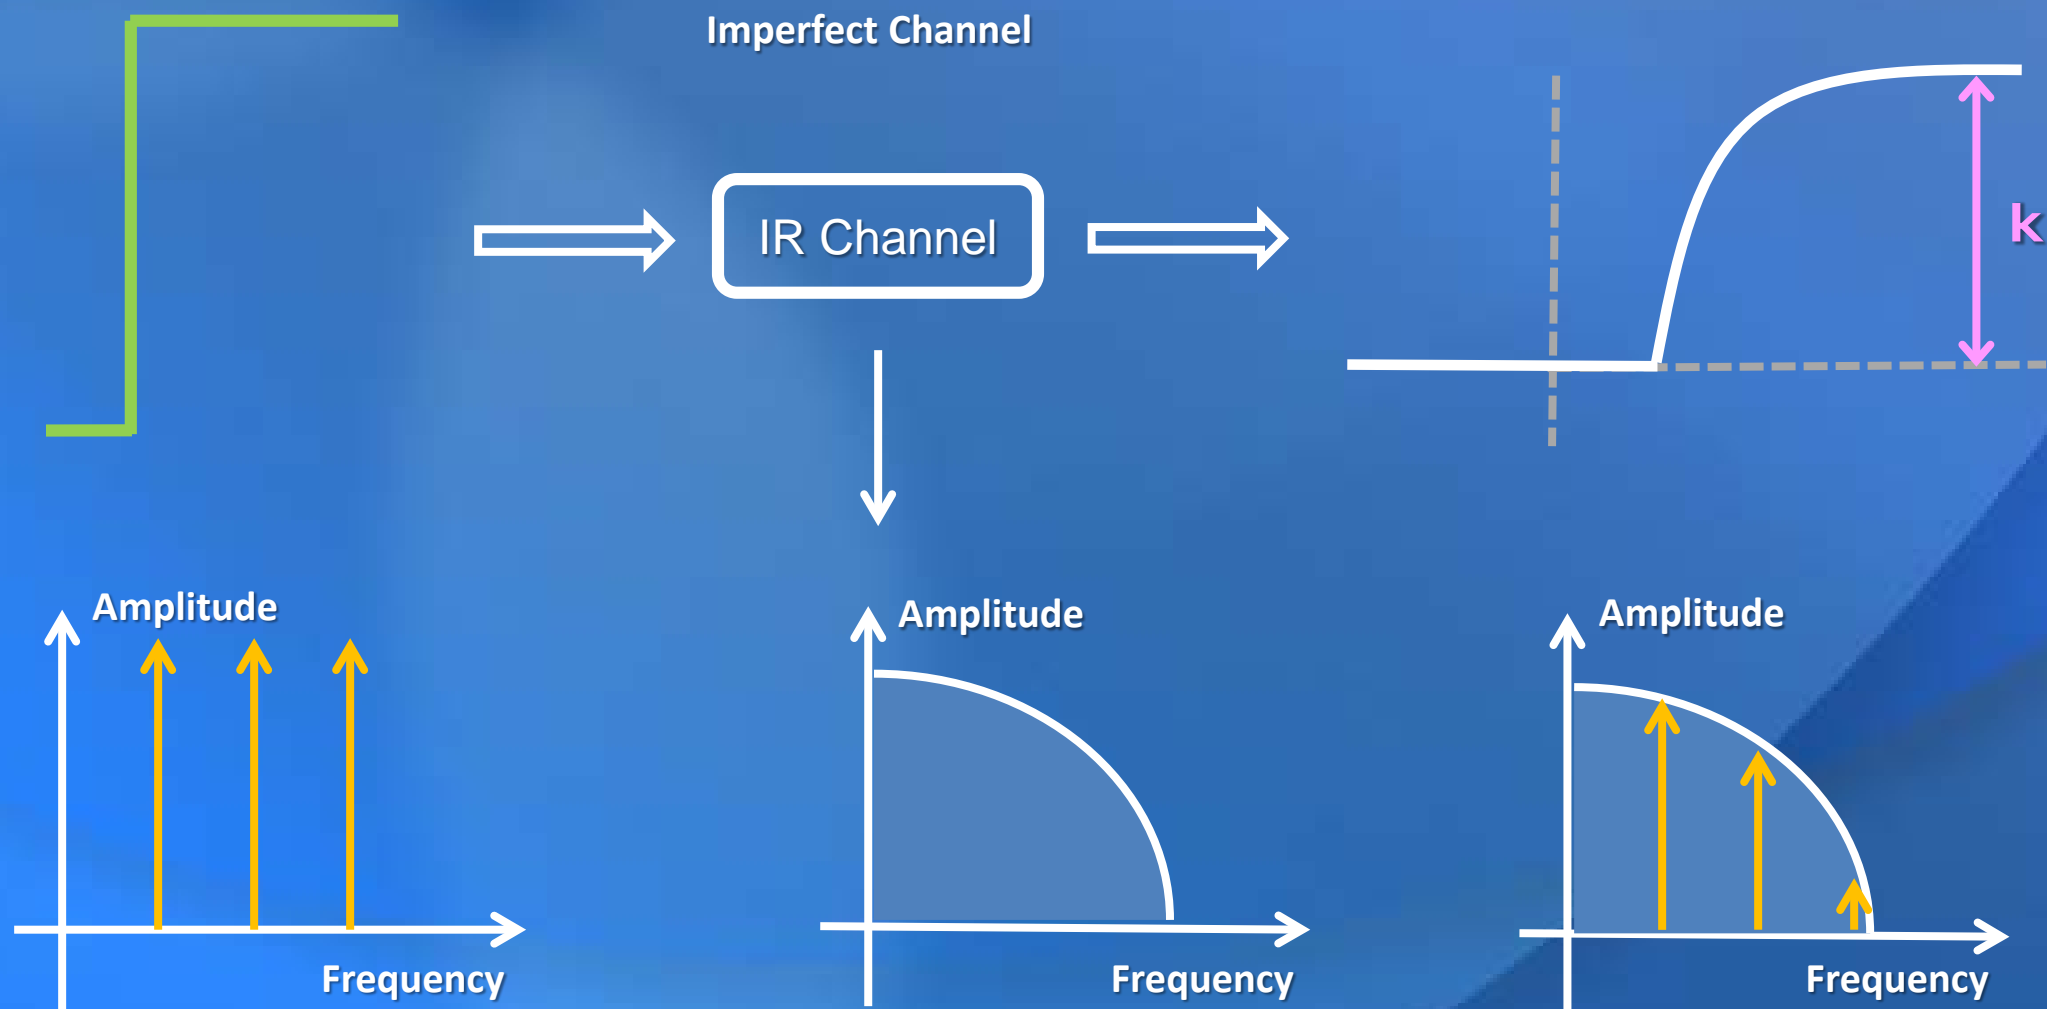 Imperfect Channel
IR Channel
k
Amplitude
Frequency
Amplitude
Frequency
Amplitude
Frequency